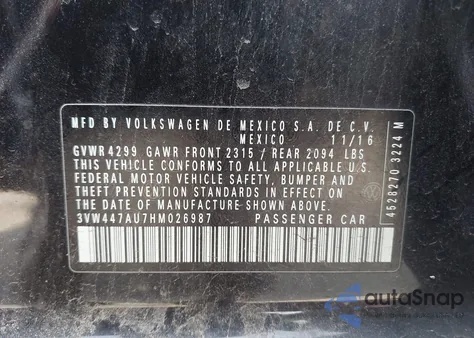 MFD BY VOLKSWAGEN DE MEXICO S.A. DE C.V.
MEXICO 11/16
GVWR4299 GAWR FRONT 2315 / REAR 2094 LBS
THIS VEHICLE CONFORMS TO ALL APPLICABLE U.S.
FEDERAL MOTOR VEHICLE SAFETY, BUMPER, AND
THEFT PREVENTION STANDARDS IN EFFECT ON
THE DATE OF MANUFACTURE SHOWN ABOVE.
3VW447AU7HM026987 PASSENGER CAR
4528270 3224 M
autoSnap